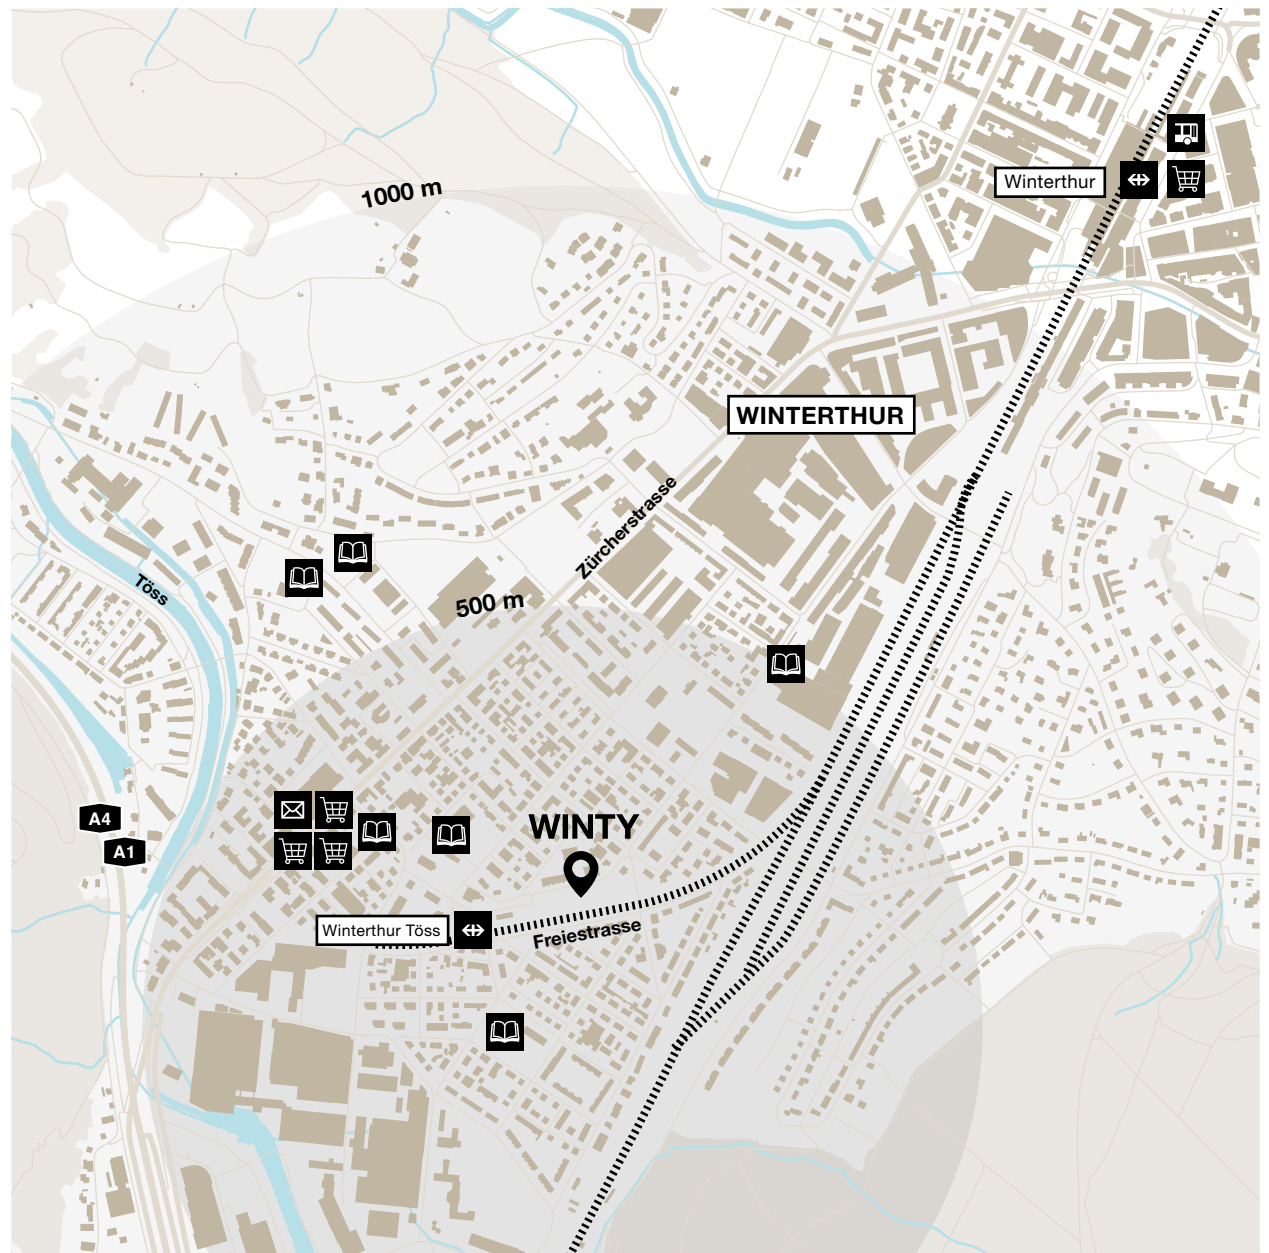 1000 m
Winterthur
WINTERTHUR
Zürcherstrasse
Töss
500 m
A4
A1
WINTY
Winterthur Töss
Freiestrasse